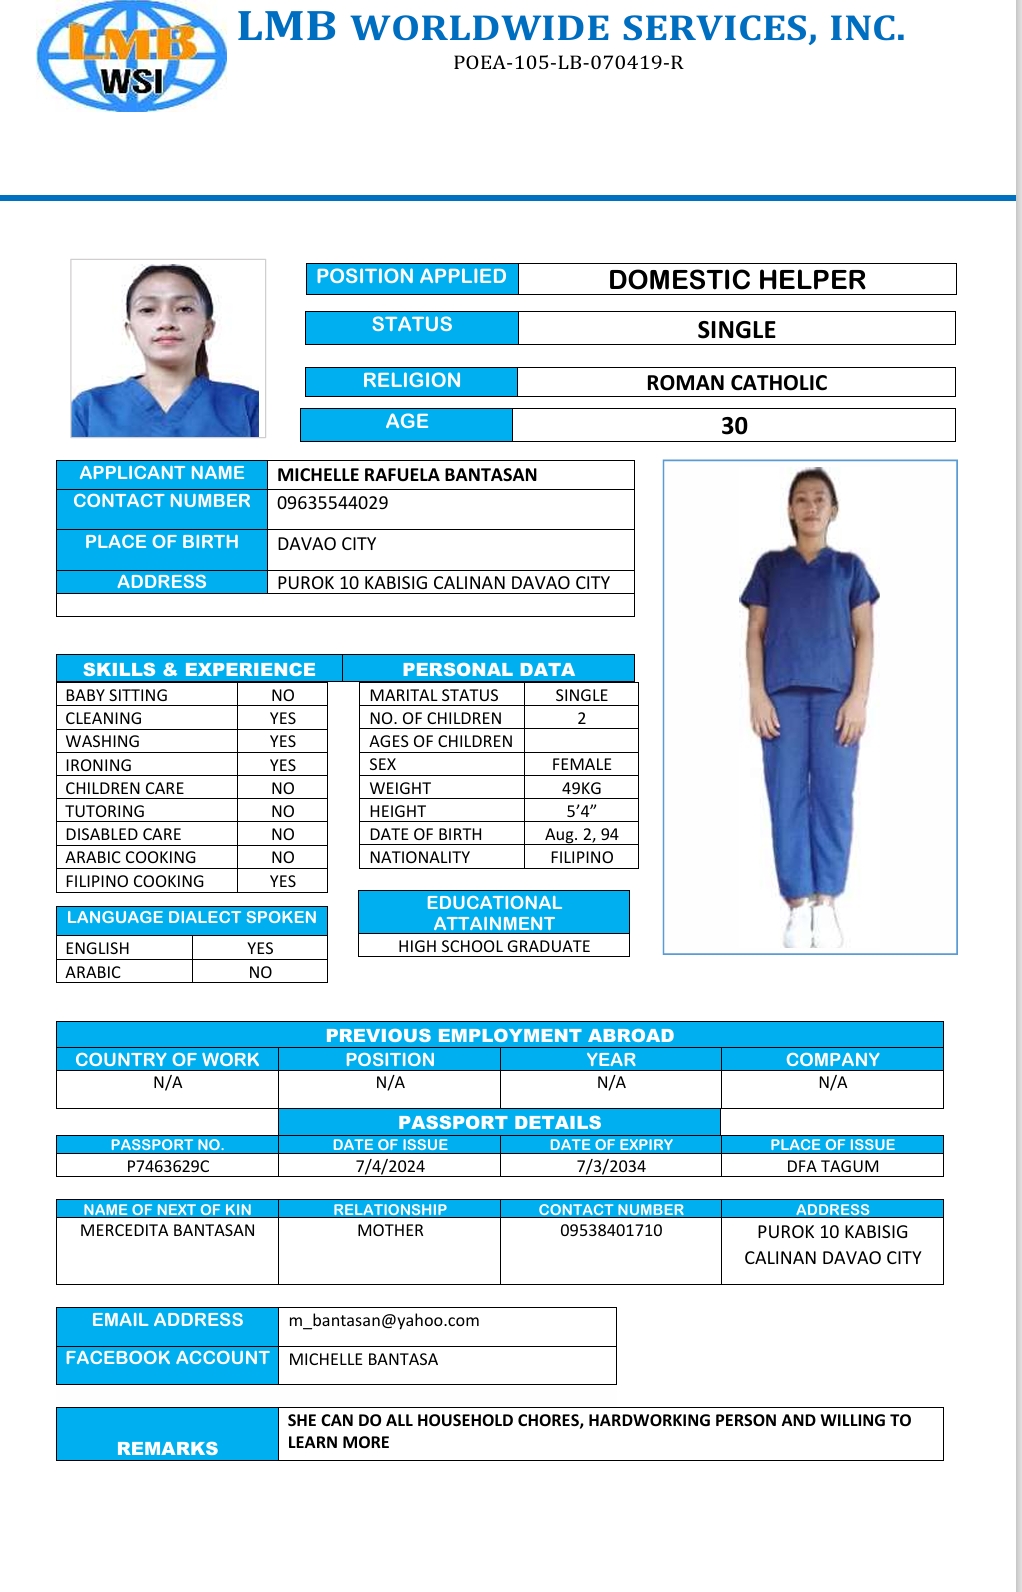 LMB WORLDWIDE SERVICES, INC.
POEA-105-LB-070419-R
LMB
WSI
POSITION APPLIED DOMESTIC HELPER
STATUS SINGLE
RELIGION ROMAN CATHOLIC
AGE 30
APPLICANT NAME MICHELLE RAFUELA BANTASAN
CONTACT NUMBER 09635544029
PLACE OF BIRTH DAVAO CITY
ADDRESS PUROK 10 KABISIG CALINAN DAVAO CITY
SKILLS & EXPERIENCE PERSONAL DATA
BABY SITTING NO MARITAL STATUS SINGLE
CLEANING YES NO. OF CHILDREN 2
WASHING YES AGES OF CHILDREN
IRONING YES SEX FEMALE
CHILDREN CARE NO WEIGHT 49KG
TUTORING NO HEIGHT 5’4”
DISABLED CARE NO DATE OF BIRTH Aug. 2, 94
ARABIC COOKING NO NATIONALITY FILIPINO
FILIPINO COOKING YES
LANGUAGE DIALECT SPOKEN
ENGLISH YES
ARABIC NO
EDUCATIONAL
ATTAINMENT
HIGH SCHOOL GRADUATE
PREVIOUS EMPLOYMENT ABROAD
COUNTRY OF WORK POSITION YEAR COMPANY
N/A N/A N/A N/A
PASSPORT DETAILS
PASSPORT NO. DATE OF ISSUE DATE OF EXPIRY PLACE OF ISSUE
P7463629C 7/4/2024 7/3/2034 DFA TAGUM
NAME OF NEXT OF KIN RELATIONSHIP CONTACT NUMBER ADDRESS
MERCEDITA BANTASAN MOTHER 09538401710 PUROK 10 KABISIG
CALINAN DAVAO CITY
EMAIL ADDRESS m_bantasan@yahoo.com
FACEBOOK ACCOUNT MICHELLE BANTASA
REMARKS SHE CAN DO ALL HOUSEHOLD CHORES, HARDWORKING PERSON AND WILLING TO
LEARN MORE